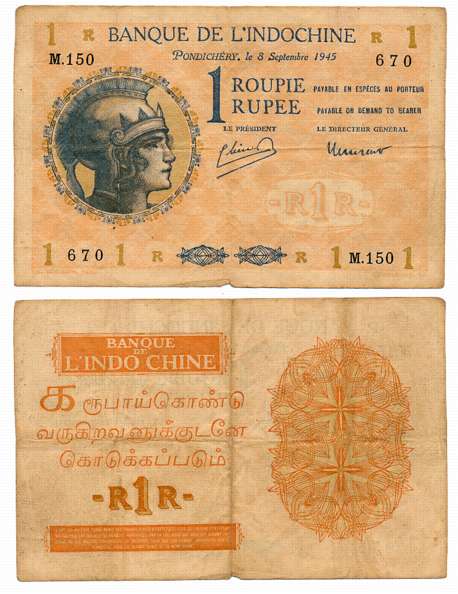 1 R BANQUE DE L'INDOCHINE R 1
M.150 PONDICHÉRY, le 8 Septembre 1945 670
1 ROUPIE PAYABLE EN ESPÈCES AU PORTEUR
RUPEE PAYABLE ON DEMAND TO BEARER
LE PRÉSIDENT LE DIRECTEUR GÉNÉRAL
-R1R-
1 670 1 R R 1 M.150 1
BANQUE
DE
L'INDO CHINE
௧ ரூபாய்கொண்டு
வருகிறவனுக்குடனே
கொடுக்கப்படும்
-R1R-